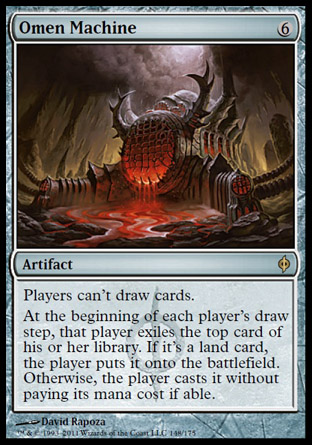 Omen Machine 6
Artifact
Players can't draw cards.
At the beginning of each player's draw
step, that player exiles the top card of
his or her library. If it's a land card,
the player puts it onto the battlefield.
Otherwise, the player casts it without
paying its mana cost if able.
David Rapoza
™ & © 1993–2011 Wizards of the Coast LLC 148/175